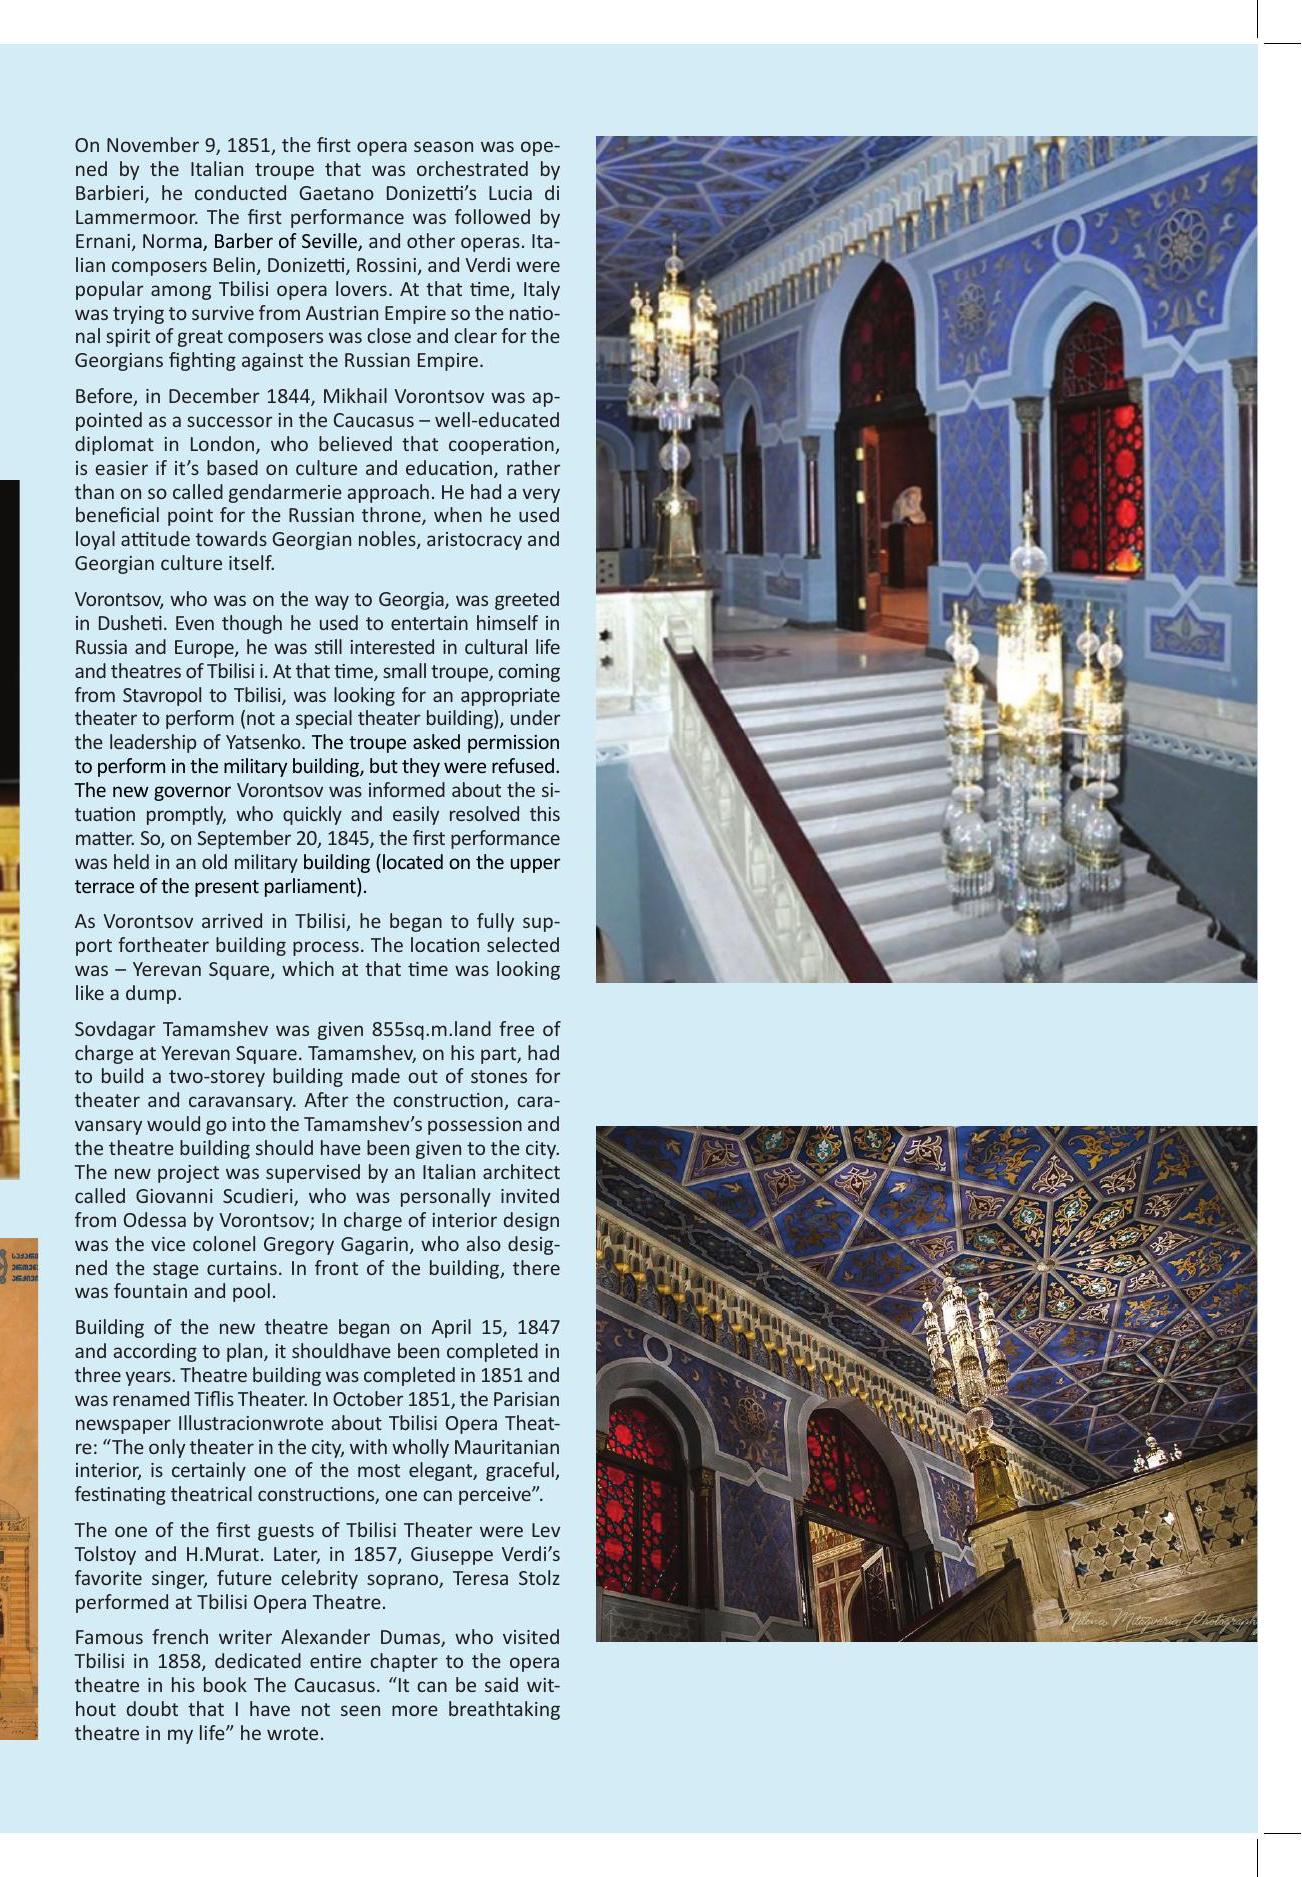 On November 9, 1851, the first opera season was ope-
ned by the Italian troupe that was orchestrated by
Barbieri, he conducted Gaetano Donizetti's Lucia di
Lammermoor. The first performance was followed by
Ernani, Norma, Barber of Seville, and other operas. Ita-
lian composers Belin, Donizetti, Rossini, and Verdi were
popular among Tbilisi opera lovers. At that time, Italy
was trying to survive from Austrian Empire so the natio-
nal spirit of great composers was close and clear for the
Georgians fighting against the Russian Empire.
Before, in December 1844, Mikhail Vorontsov was ap-
pointed as a successor in the Caucasus – well-educated
diplomat in London, who believed that cooperation,
is easier if it's based on culture and education, rather
than on so called gendarmerie approach. He had a very
beneficial point for the Russian throne, when he used
loyal attitude towards Georgian nobles, aristocracy and
Georgian culture itself.
Vorontsov, who was on the way to Georgia, was greeted
in Dusheti. Even though he used to entertain himself in
Russia and Europe, he was still interested in cultural life
and theatres of Tbilisi i. At that time, small troupe, coming
from Stavropol to Tbilisi, was looking for an appropriate
theater to perform (not a special theater building), under
the leadership of Yatsenko. The troupe asked permission
to perform in the military building, but they were refused.
The new governor Vorontsov was informed about the si-
tuation promptly, who quickly and easily resolved this
matter. So, on September 20, 1845, the first performance
was held in an old military building (located on the upper
terrace of the present parliament).
As Vorontsov arrived in Tbilisi, he began to fully sup-
port fortheater building process. The location selected
was – Yerevan Square, which at that time was looking
like a dump.
Sovdagar Tamamshev was given 855sq.m.land free of
charge at Yerevan Square. Tamamshev, on his part, had
to build a two-storey building made out of stones for
theater and caravansary. After the construction, cara-
vansary would go into the Tamamshev's possession and
the theatre building should have been given to the city.
The new project was supervised by an Italian architect
called Giovanni Scudieri, who was personally invited
from Odessa by Vorontsov; In charge of interior design
was the vice colonel Gregory Gagarin, who also desig-
ned the stage curtains. In front of the building, there
was fountain and pool.
Building of the new theatre began on April 15, 1847
and according to plan, it shouldhave been completed in
three years. Theatre building was completed in 1851 and
was renamed Tiflis Theater. In October 1851, the Parisian
newspaper Illustracionwrote about Tbilisi Opera Theat-
re: “The only theater in the city, with wholly Mauritanian
interior, is certainly one of the most elegant, graceful,
festinating theatrical constructions, one can perceive”.
The one of the first guests of Tbilisi Theater were Lev
Tolstoy and H.Murat. Later, in 1857, Giuseppe Verdi's
favorite singer, future celebrity soprano, Teresa Stolz
performed at Tbilisi Opera Theatre.
Famous french writer Alexander Dumas, who visited
Tbilisi in 1858, dedicated entire chapter to the opera
theatre in his book The Caucasus. “It can be said wit-
hout doubt that I have not seen more breathtaking
theatre in my life” he wrote.